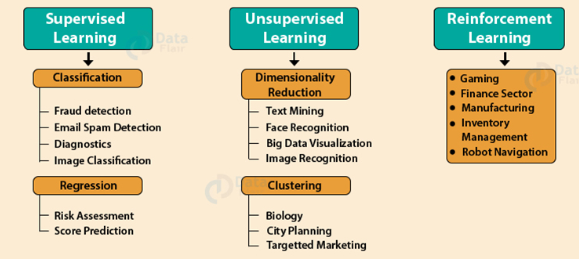 Supervised
Learning
Classification
Fraud detection
Email Spam Detection
Diagnostics
Image Classification
Regression
Risk Assessment
Score Prediction
Unsupervised
Learning
Dimensionality
Reduction
Text Mining
Face Recognition
Big Data Visualization
Image Recognition
Clustering
Biology
City Planning
Targetted Marketing
Reinforcement
Learning
Gaming
Finance Sector
Manufacturing
Inventory
Management
Robot Navigation
Data
Flair